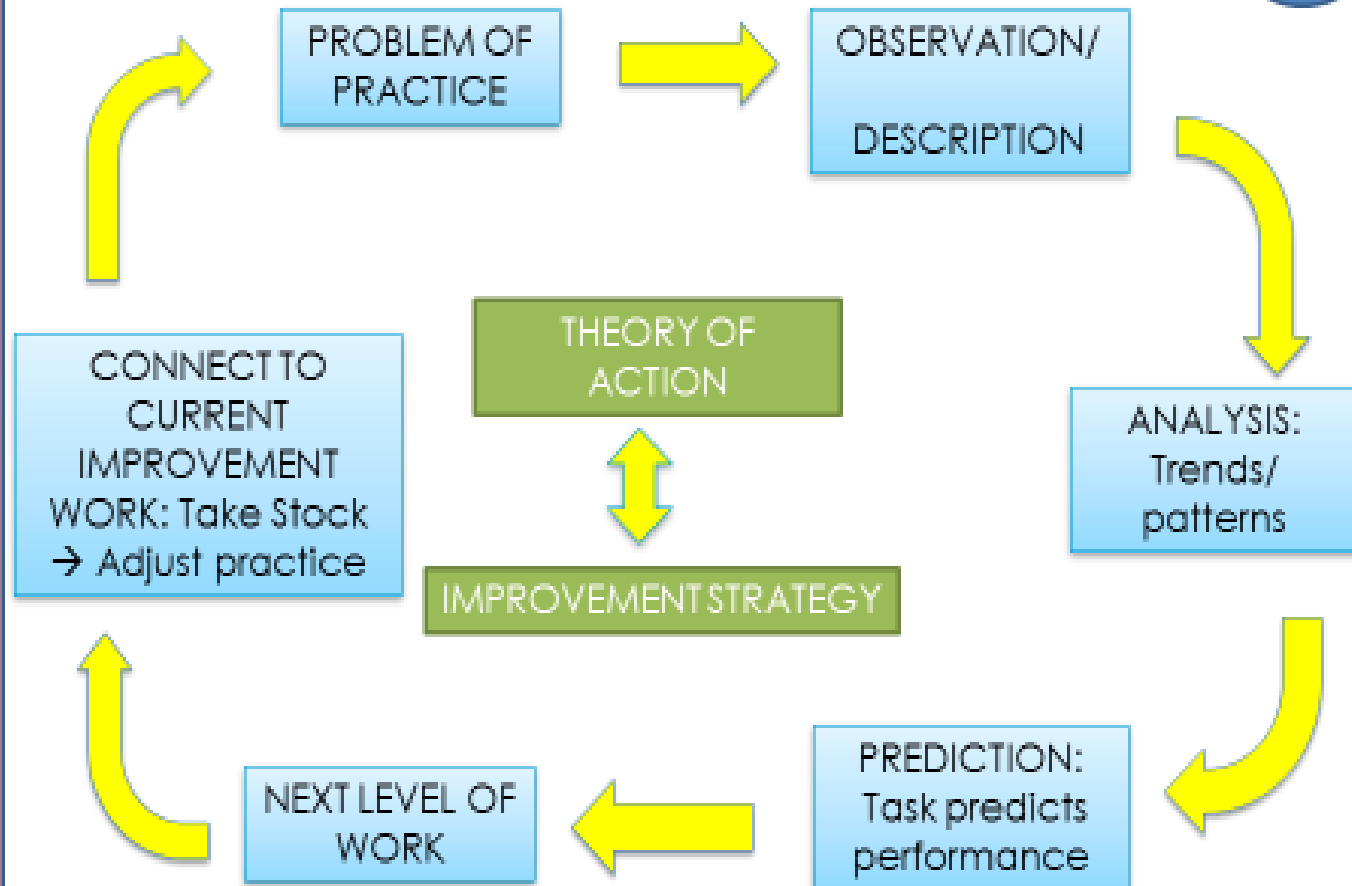 PROBLEM OF
PRACTICE
OBSERVATION/
DESCRIPTION
THEORY OF
ACTION
CONNECT TO
CURRENT
IMPROVEMENT
WORK: Take Stock
→ Adjust practice
ANALYSIS:
Trends/
patterns
IMPROVEMENT STRATEGY
PREDICTION:
Task predicts
performance
NEXT LEVEL OF
WORK